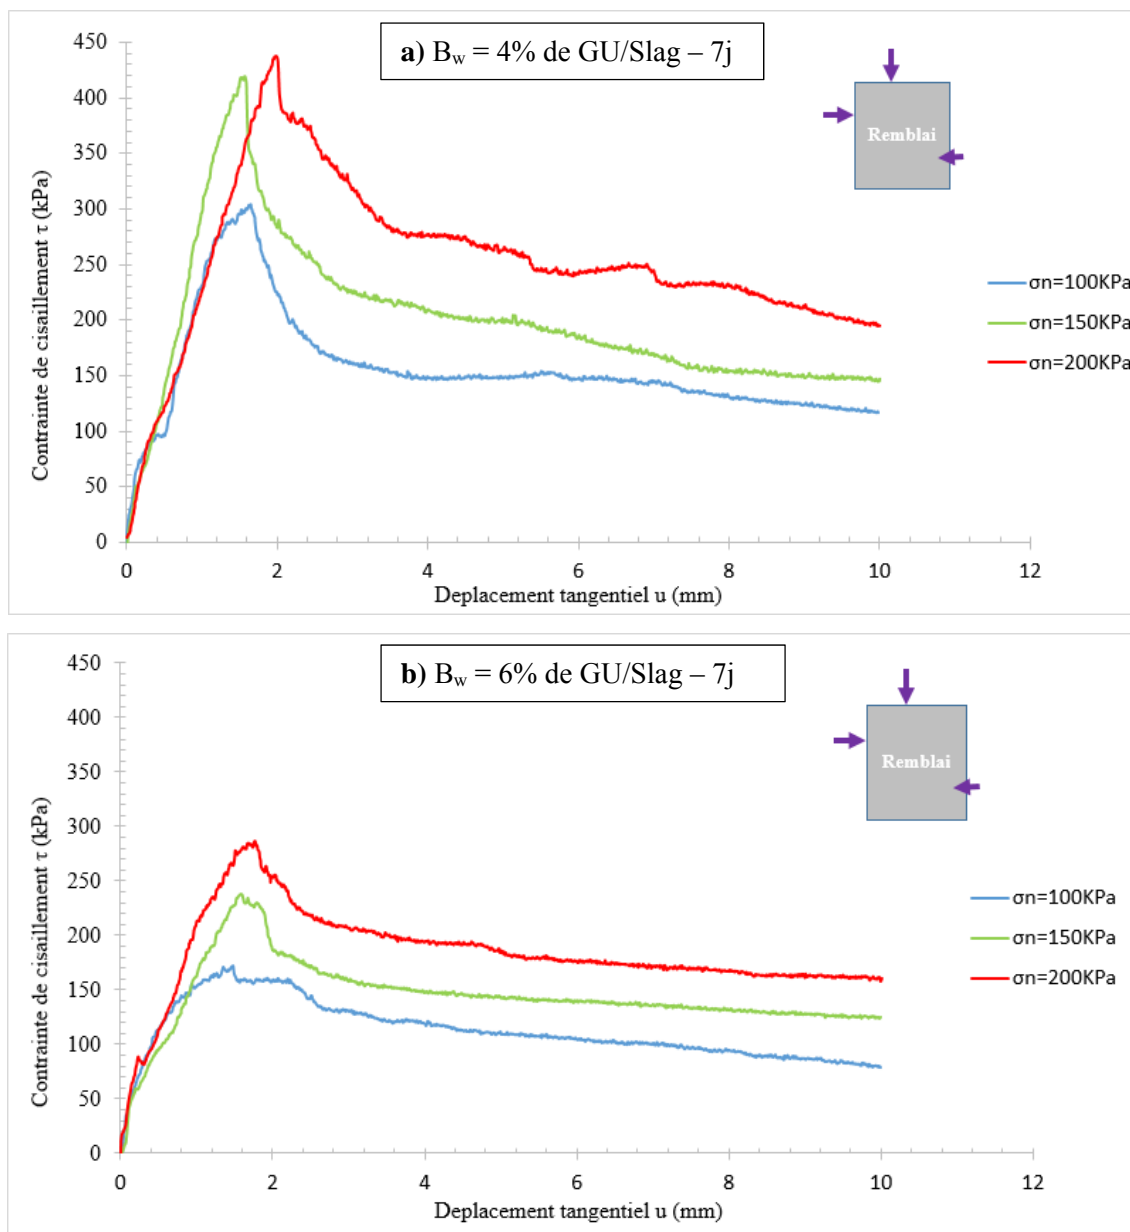 a) Bw = 4% de GU/Slag – 7j
450
400
350
300
250
200
150
100
50
0
Contrainte de cisaillement τ (kPa)
0 2 4 6 8 10 12
Deplacement tangentiel u (mm)
Remblai
σn=100KPa
σn=150KPa
σn=200KPa
b) Bw = 6% de GU/Slag – 7j
450
400
350
300
250
200
150
100
50
0
Contrainte de cisaillement τ (kPa)
0 2 4 6 8 10 12
Deplacement tangentiel u (mm)
Remblai
σn=100KPa
σn=150KPa
σn=200KPa